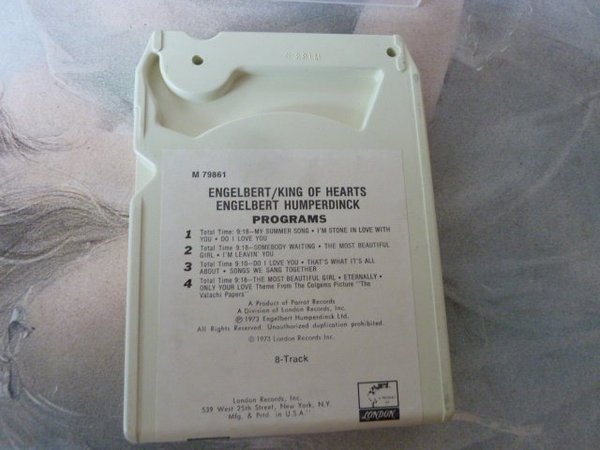 M 79861
ENGELBERT/KING OF HEARTS
ENGELBERT HUMPERDINCK
PROGRAMS
1 Total Time: 9:18—MY SUMMER SONG • I'M STONE IN LOVE WITH
YOU • DO I LOVE YOU
2 Total Time 9:18—SOMEBODY WAITING • THE MOST BEAUTIFUL
GIRL • I'M LEAVIN' YOU
3 Total Time 9:18—DO I LOVE YOU • THAT'S WHAT IT'S ALL
ABOUT • SONGS WE SANG TOGETHER
4 Total Time: 9:18—THE MOST BEAUTIFUL GIRL • ETERNALLY •
ONLY YOUR LOVE Theme From The Colgems Picture "The
Valachi Papers"
A Product of Parrot Records
A Division of London Records, Inc.
℗ 1973 Engelbert Humperdinck Ltd.
All Rights Reserved. Unauthorized duplication prohibited.
© 1973 London Records Inc.
8-Track
London Records, Inc.
539 West 25th Street, New York, N.Y.
Mfg. & Prtd. in U.S.A.
LONDON